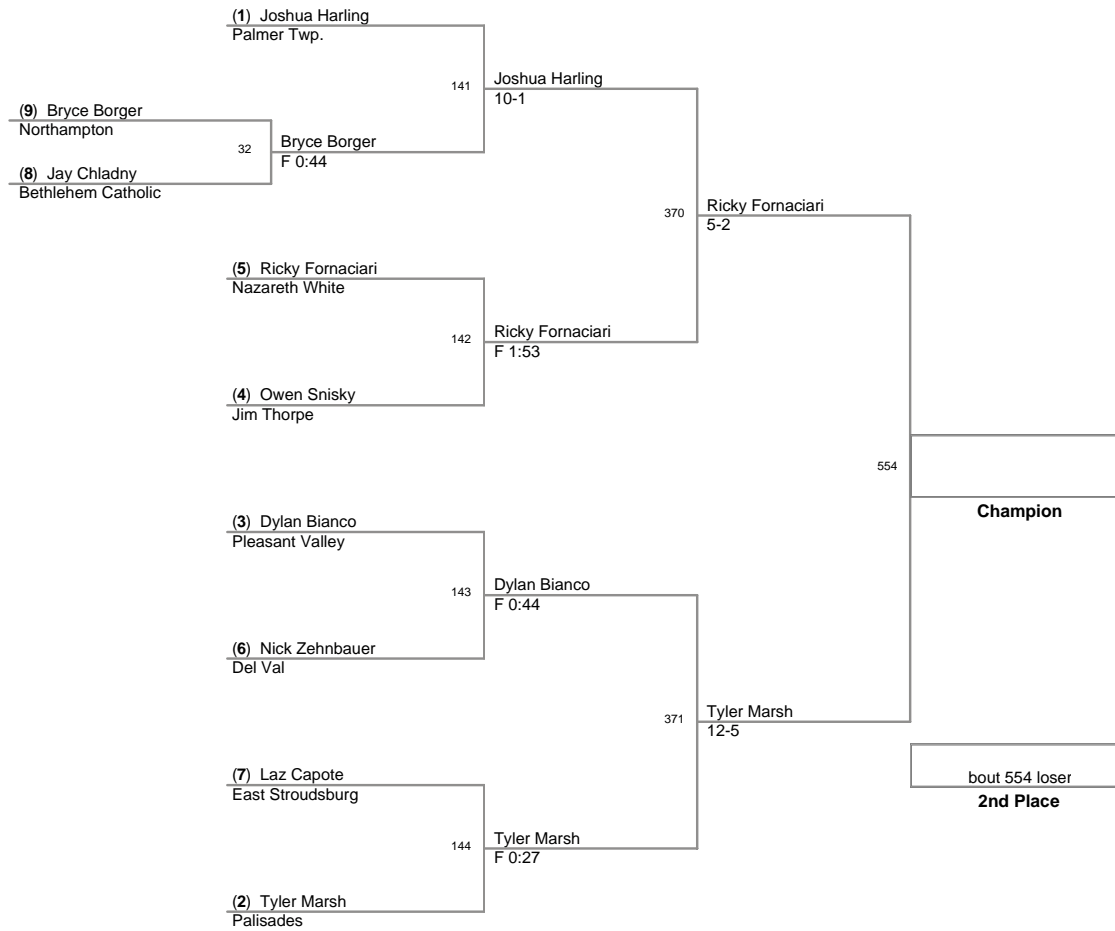 (1) Joshua Harling
Palmer Twp.
141
Joshua Harling
10-1
(9) Bryce Borger
Northampton
32
Bryce Borger
F 0:44
(8) Jay Chladny
Bethlehem Catholic
370
Ricky Fornaciari
5-2
(5) Ricky Fornaciari
Nazareth White
142
Ricky Fornaciari
F 1:53
(4) Owen Snisky
Jim Thorpe
554
Champion
(3) Dylan Bianco
Pleasant Valley
143
Dylan Bianco
F 0:44
(6) Nick Zehnbauer
Del Val
371
Tyler Marsh
12-5
(7) Laz Capote
East Stroudsburg
bout 554 loser
2nd Place
144
Tyler Marsh
F 0:27
(2) Tyler Marsh
Palisades